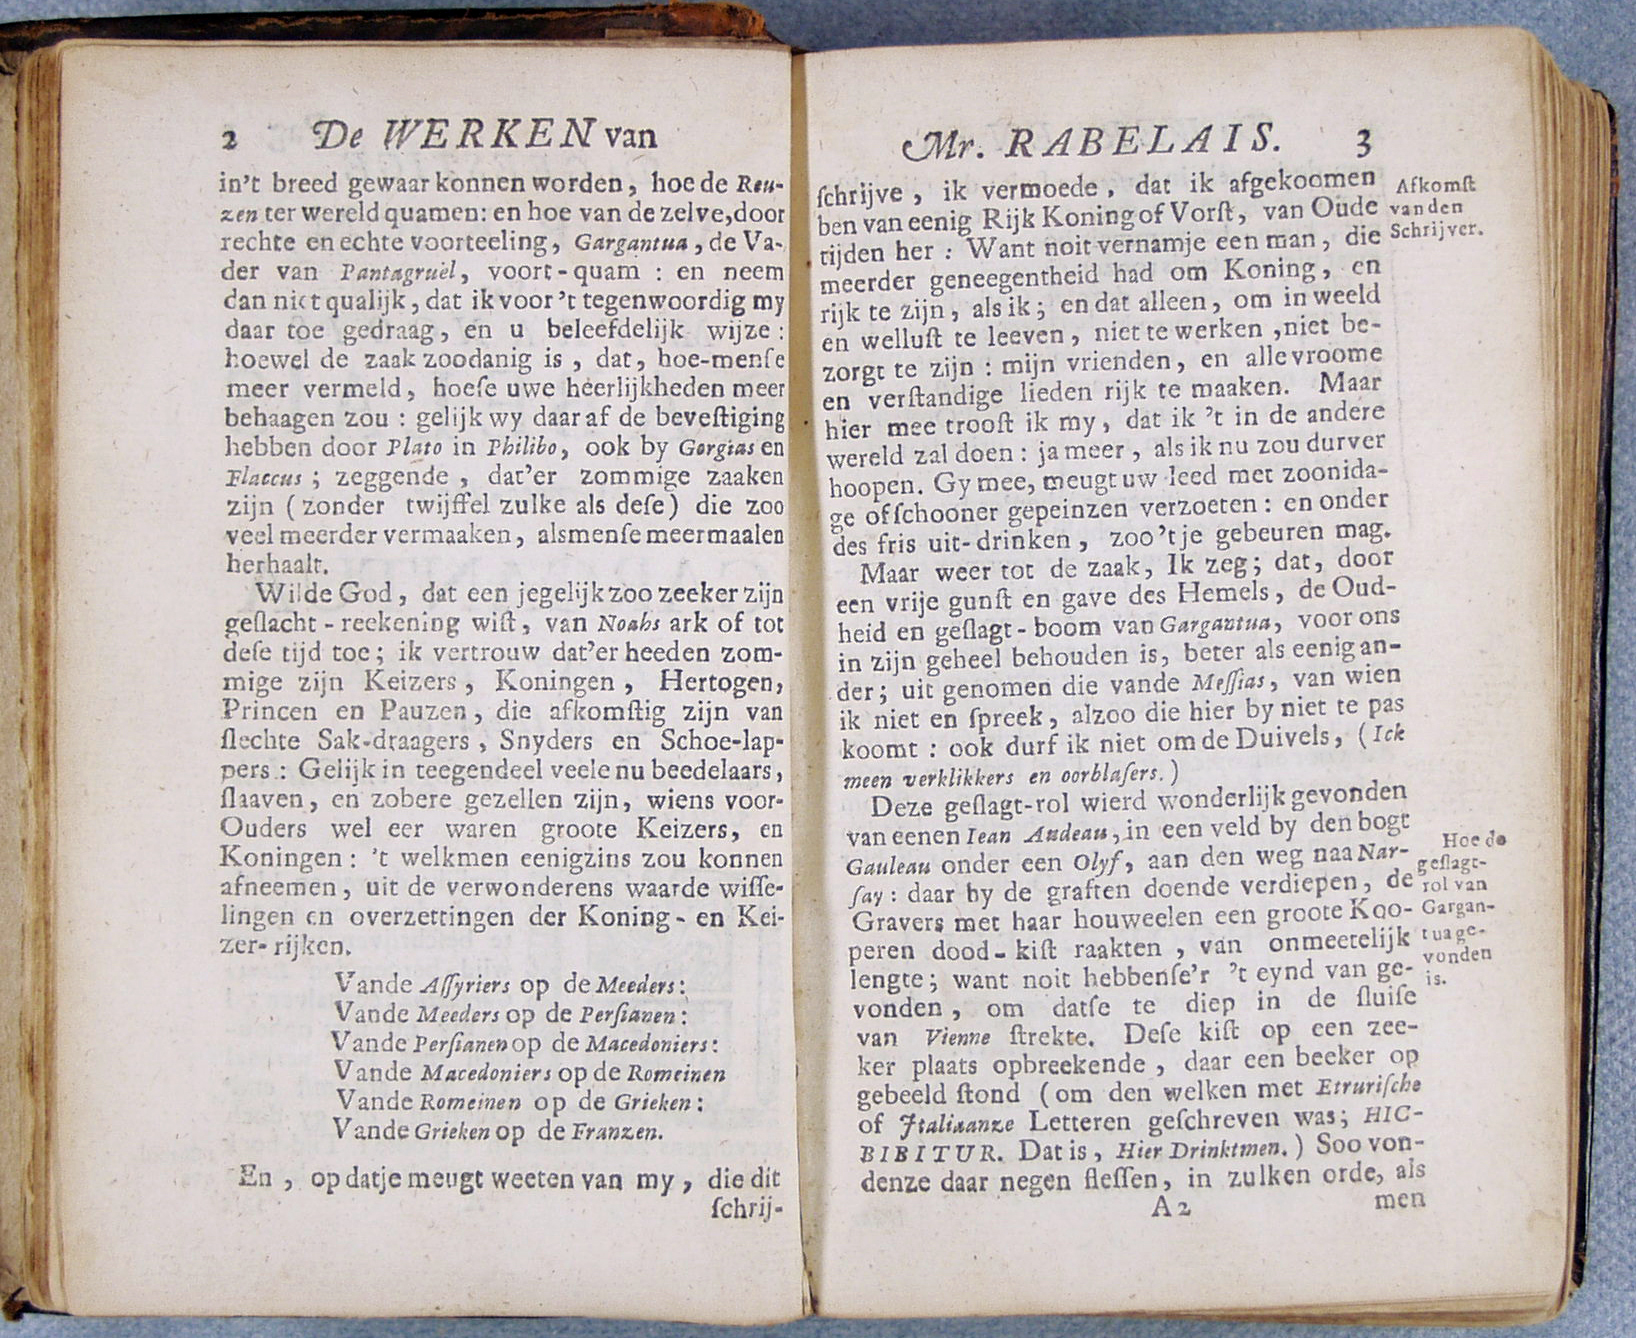 2 De WERKEN van
in't breed gewaar konnen worden, hoe de Reu-
zen ter wereld quamen: en hoe van de zelve, door
rechte en echte voorteeling, Gargantua, de Va-
der van Pantagruël, voort-quam : en neem
dan niet qualijk, dat ik voor 't tegenwoordig my
daar toe gedraag, en u beleefdelijk wijze :
hoewel de zaak zoodanig is, dat, hoe-menſe
meer vermeld, hoeſe uwe heerlijkheden meer
behaagen zou : gelijk wy daar af de beveſtiging
hebben door Plato in Philibo, ook by Gorgias en
Flaccus ; zeggende, dat'er zommige zaaken
zijn (zonder twijffel zulke als deſe) die zoo
veel meerder vermaaken, alsmenſe meermaalen
herhaalt.
Wilde God, dat een jegelijk zoo zeeker zijn
geſlacht-reekening wiſt, van Noahs ark of tot
deſe tijd toe; ik vertrouw dat'er heeden zom-
mige zijn Keizers, Koningen, Hertogen,
Princen en Pauzen, die afkomſtig zijn van
ſlechte Sak-draagers, Snyders en Schoe-lap-
pers : Gelijk in teegendeel veele nu beedelaars,
ſlaaven, en zobere gezellen zijn, wiens voor-
Ouders wel eer waren groote Keizers, en
Koningen : 't welkmen eenigzins zou konnen
afneemen, uit de verwonderens waarde wiſſe-
lingen en overzettingen der Koning- en Kei-
zer-rijken.
Vande Aſſyriers op de Meeders:
Vande Meeders op de Perſianen:
Vande Perſianen op de Macedoniers:
Vande Macedoniers op de Romeinen
Vande Romeinen op de Grieken:
Vande Grieken op de Franzen.
En, op datje meugt weeten van my, die dit
ſchrij-
Mr. RABELAIS. 3
ſchrijve, ik vermoede, dat ik afgekoomen
ben van eenig Rijk Koning of Vorſt, van Oude
tijden her : Want noit vernamje een man, die
meerder geneegentheid had om Koning, en
rijk te zijn, als ik; en dat alleen, om in weeld
en welluſt te leeven, niet te werken, niet be-
zorgt te zijn : mijn vrienden, en alle vroome
en verſtandige lieden rijk te maaken. Maar
hier mee trooſt ik my, dat ik 't in de andere
wereld zal doen : ja meer, als ik nu zou durver
hoopen. Gy mee, meugt uw leed met zoonida-
ge of ſchooner gepeinzen verzoeten : en onder
des fris uit-drinken, zoo 't je gebeuren mag.
Maar weer tot de zaak, Ik zeg; dat, door
een vrije gunſt en gave des Hemels, de Oud-
heid en geſlagt-boom van Gargantua, voor ons
in zijn geheel behouden is, beter als eenig an-
der; uit genomen die vande Meſſias, van wien
ik niet en ſpreek, alzoo die hier by niet te pas
koomt : ook durf ik niet om de Duivels, (Ick
meen verklikkers en oorblaſers.)
Deze geſlagt-rol wierd wonderlijk gevonden
van eenen Iean Audeau, in een veld by den bogt
Gauleau onder een Olyf, aan den weg naa Nar-
ſay : daar by de graften doende verdiepen, de
Gravers met haar houweelen een groote Koo-
peren dood-kiſt raakten, van onmeetelijk
lengte; want noit hebbenſe'r 't eynd van ge-
vonden, om datſe te diep in de ſluiſe
van Vienne ſtrekte. Deſe kiſt op een zee-
ker plaats opbreekende, daar een beeker op
gebeeld ſtond (om den welken met Etruriſche
of Italiaanze Letteren geſchreven was; HIC-
BIBITUR. Dat is, Hier Drinktmen.) Soo von-
denze daar negen fleſſen, in zulken orde, als
A 2 men
Afkomſt
van den
Schrijver.
Hoe de
geſlagt-
rol van
Gargan-
tua ge-
vonden
is.